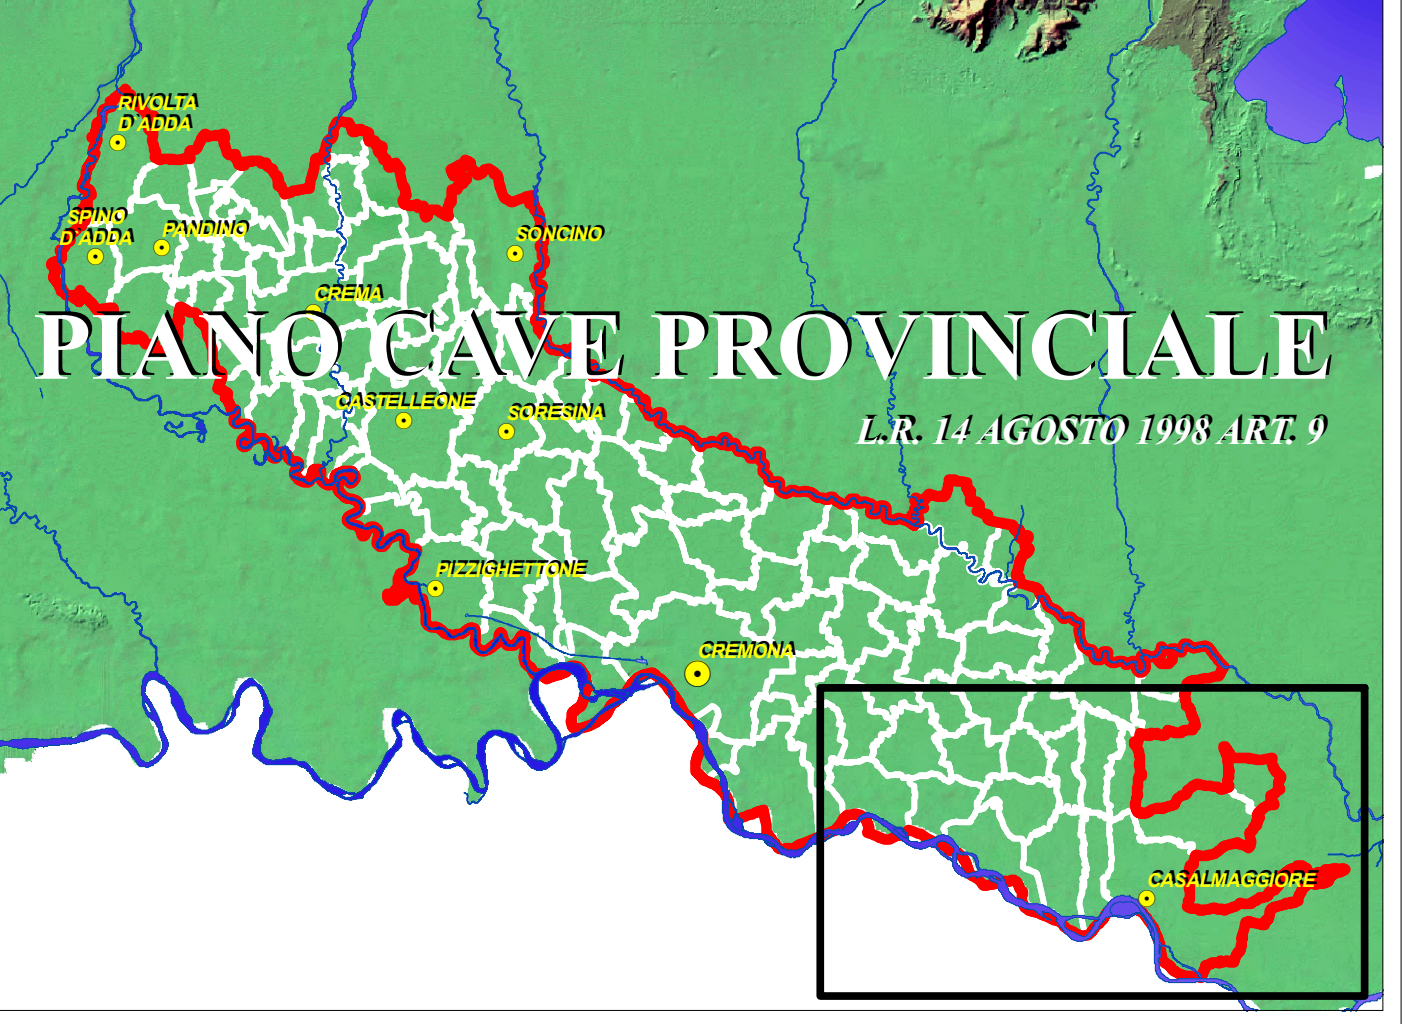 RIVOLTA
D'ADDA
SPINO
D'ADDA
PANDINO
SONCINO
CREMA
PIANO CAVE PROVINCIALE
CASTELLEONE
SORESINA
L.R. 14 AGOSTO 1998 ART. 9
PIZZIGHETTONE
CREMONA
CASALMAGGIORE